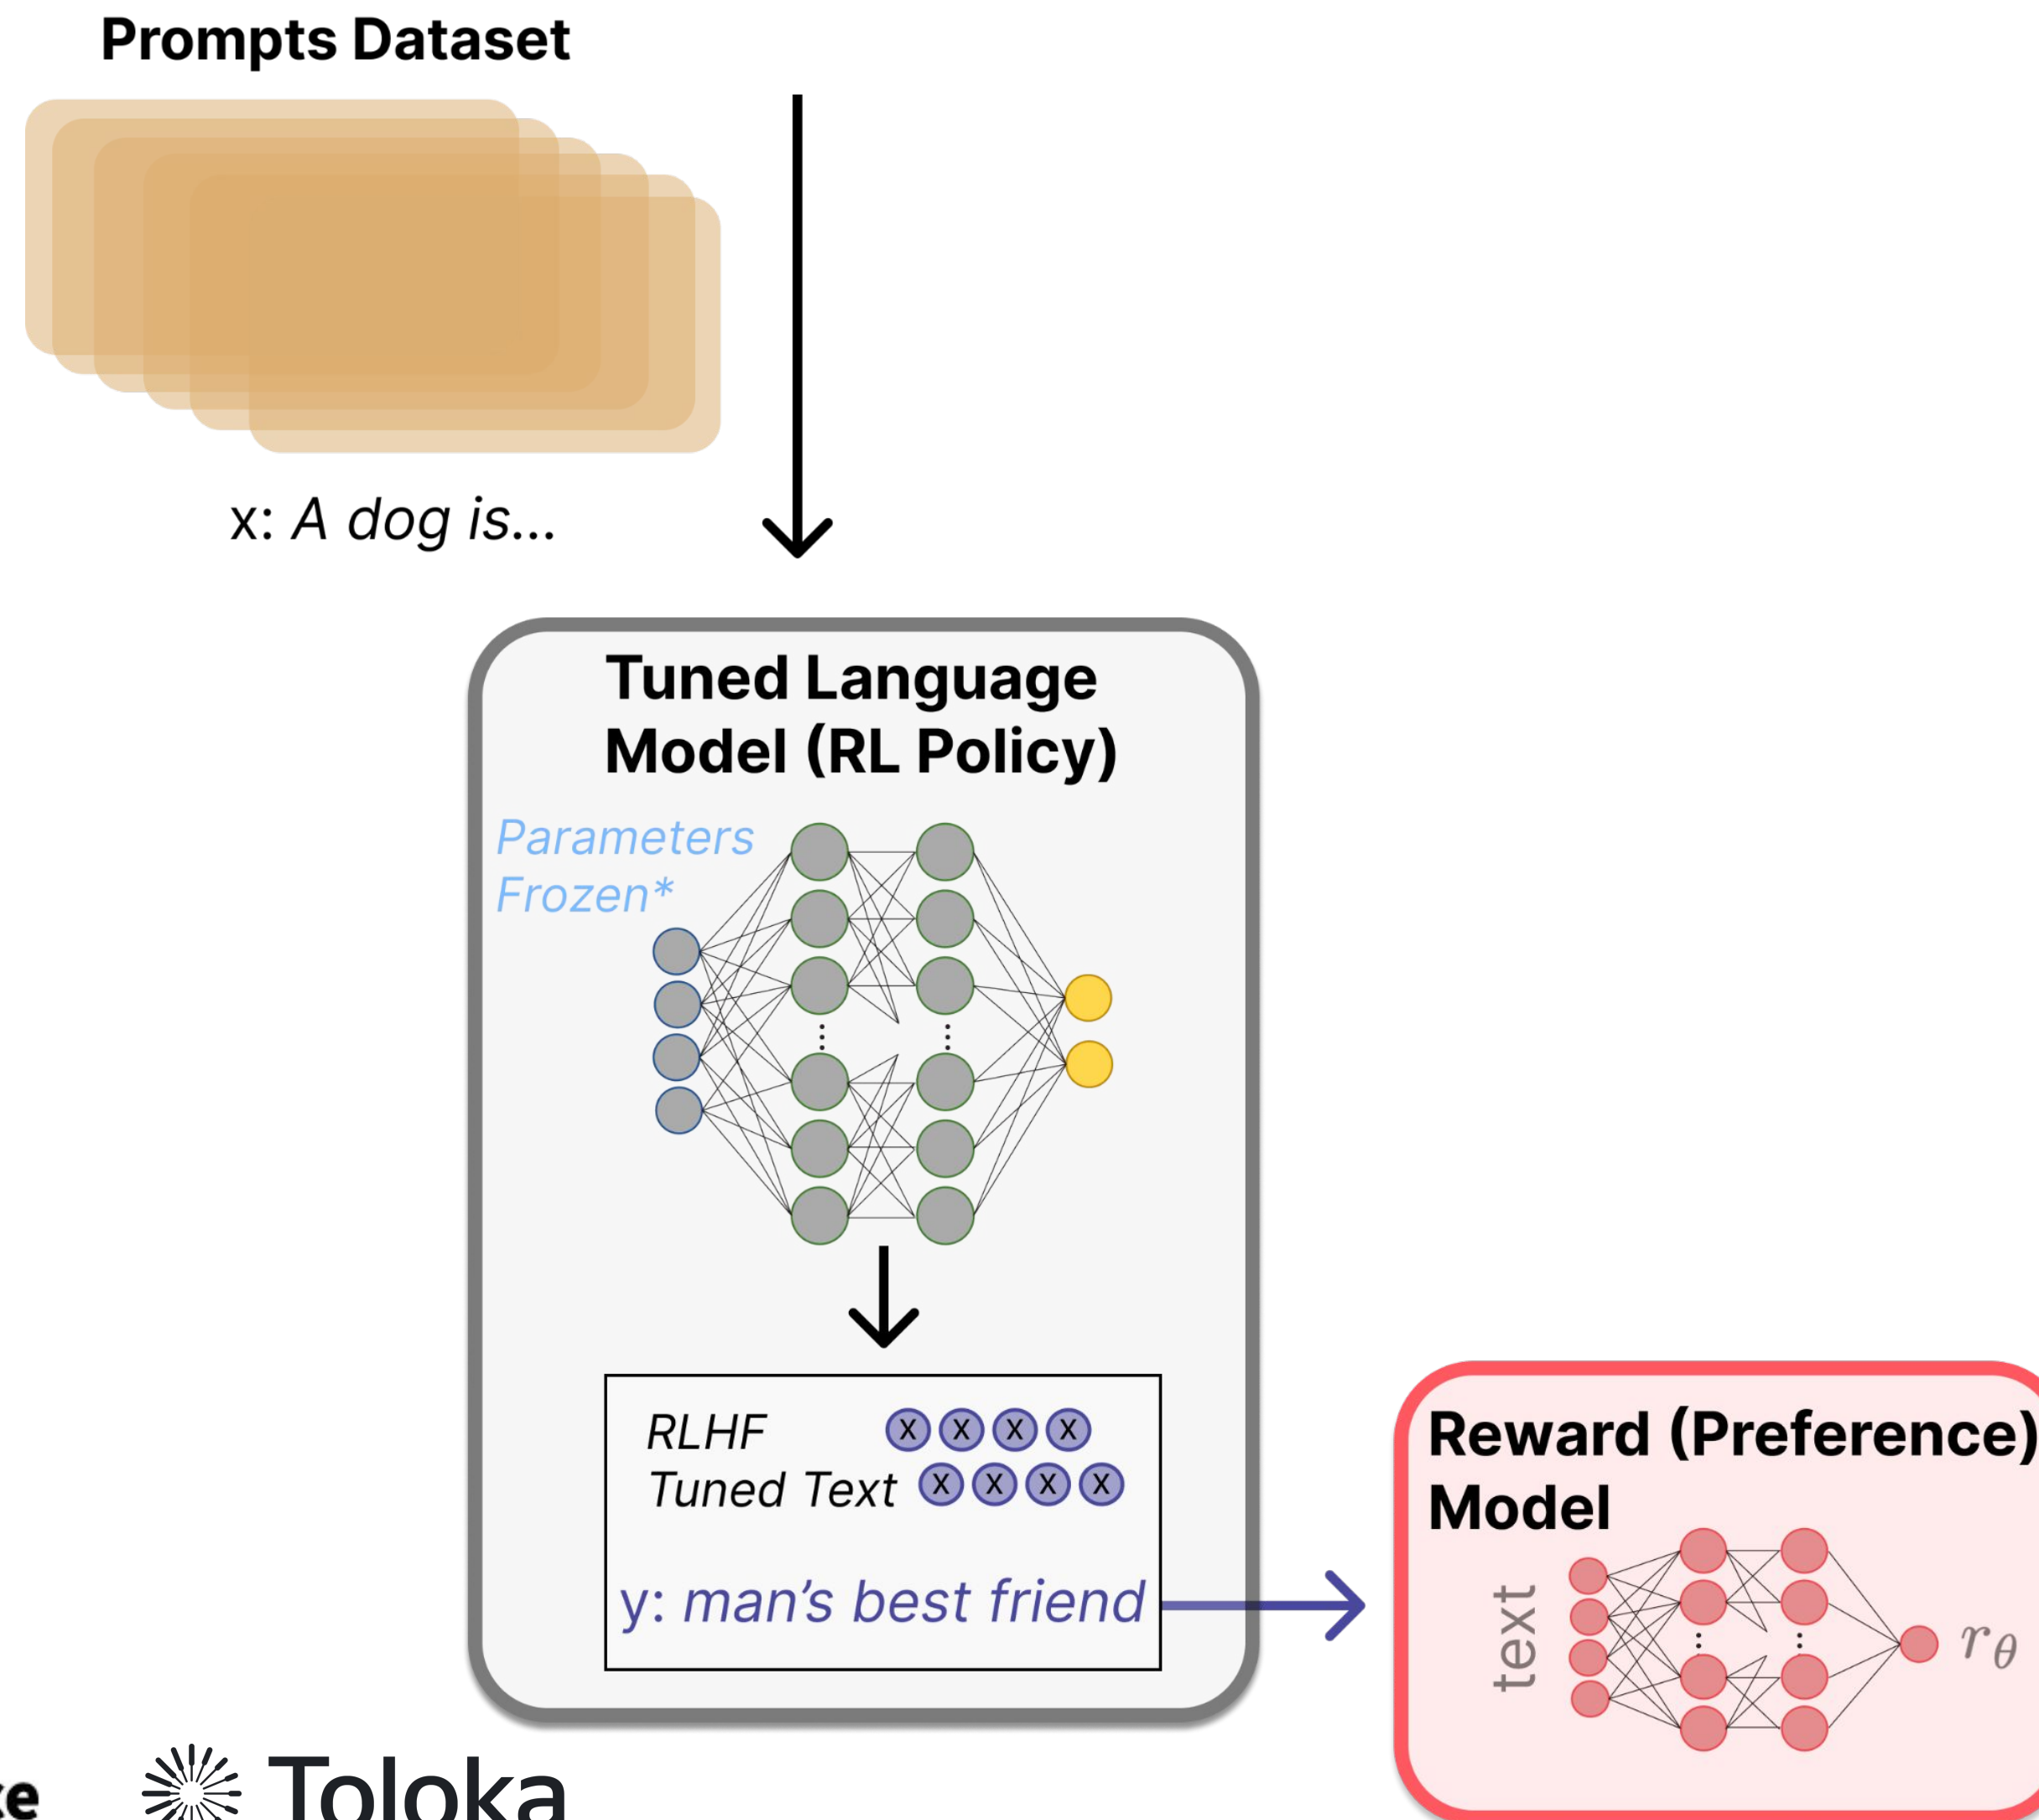 Prompts Dataset
x: A dog is...
Tuned Language
Model (RL Policy)
Parameters
Frozen*
RLHF
Tuned Text
x x x x
x x x x
y: man's best friend
Reward (Preference)
Model
text
rθ
Toloka